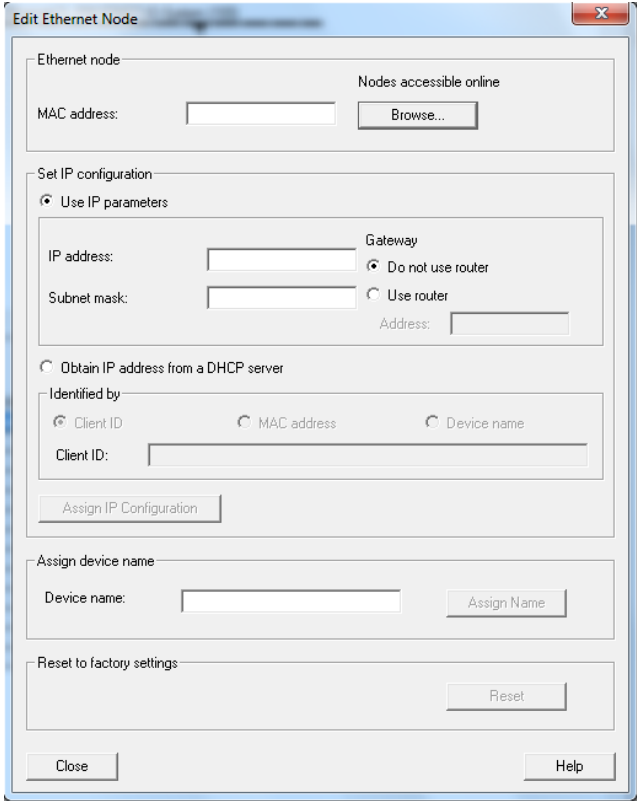 Edit Ethernet Node
Ethernet node
Nodes accessible online
MAC address:
Browse...
Set IP configuration
Use IP parameters
Gateway
IP address:
Do not use router
Subnet mask:
Use router
Address:
Obtain IP address from a DHCP server
Identified by
Client ID
MAC address
Device name
Client ID:
Assign IP Configuration
Assign device name
Device name:
Assign Name
Reset to factory settings
Reset
Close
Help